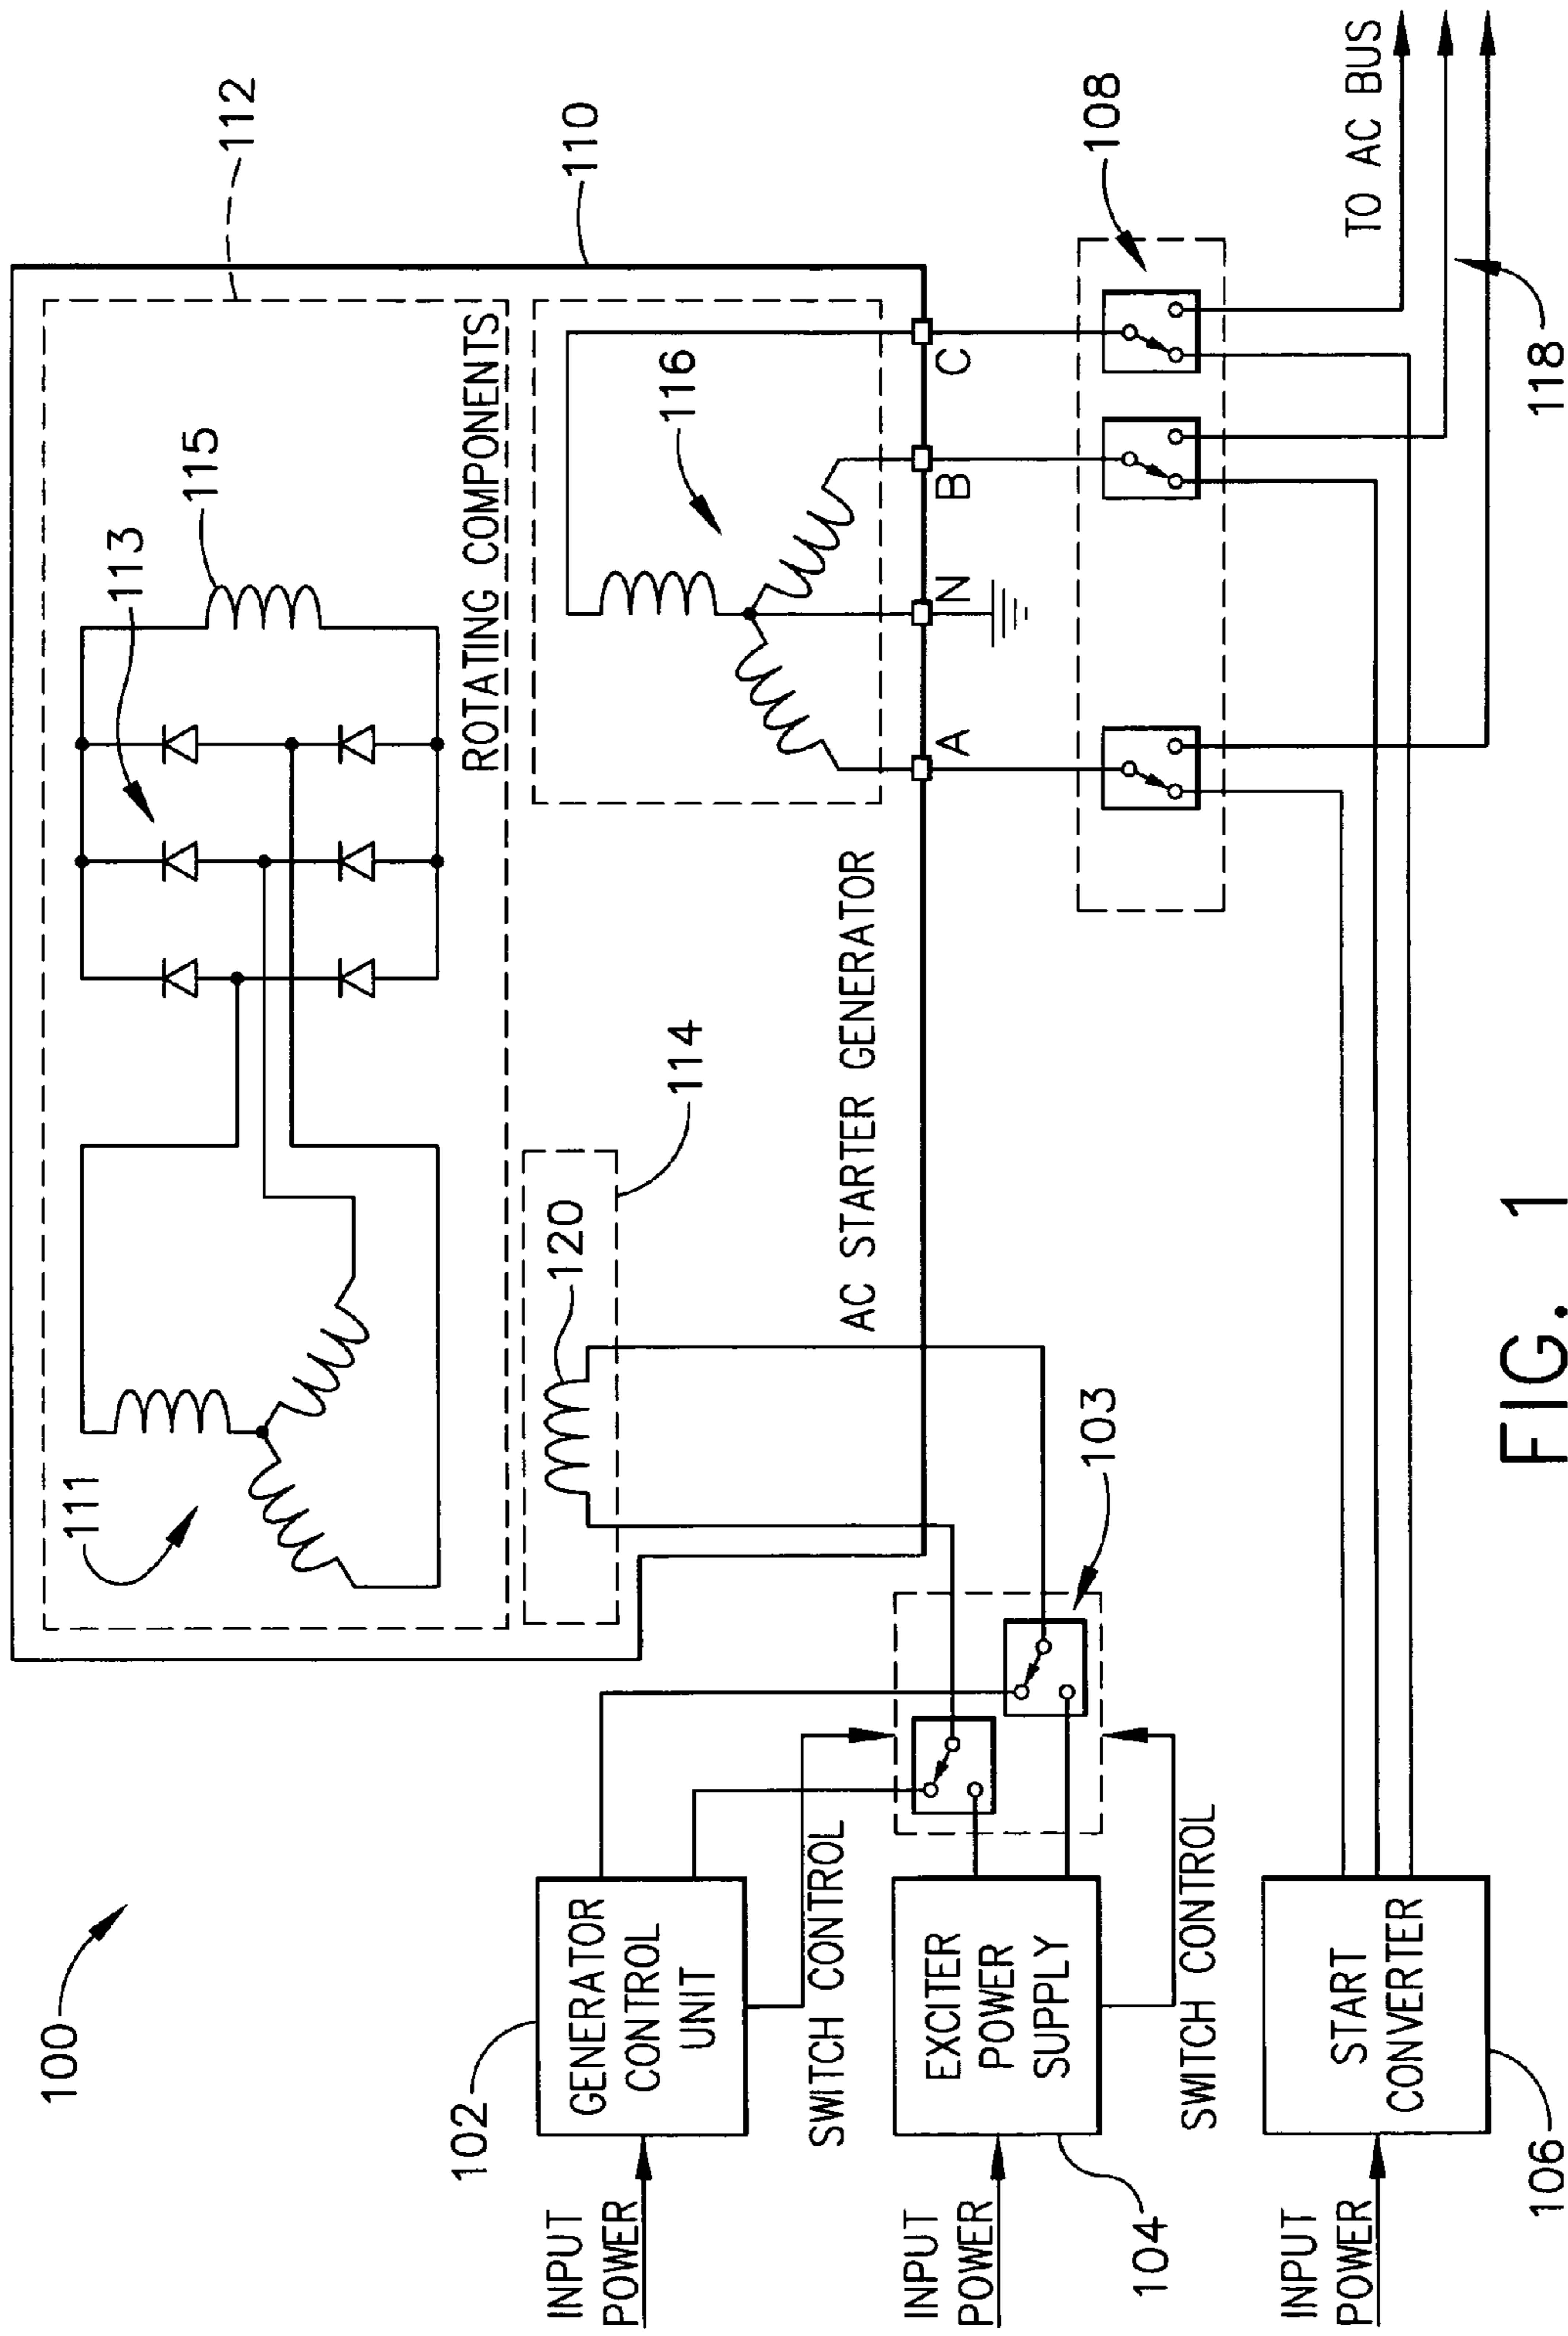 100
112
110
111
113
115
ROTATING COMPONENTS
120
114
116
AC STARTER GENERATOR
A
N
B
C
108
TO AC BUS
118
103
102
GENERATOR
CONTROL
UNIT
INPUT
POWER
SWITCH CONTROL
EXCITER
POWER
SUPPLY
INPUT
POWER
104
SWITCH CONTROL
START
CONVERTER
INPUT
POWER
106
FIG. 1